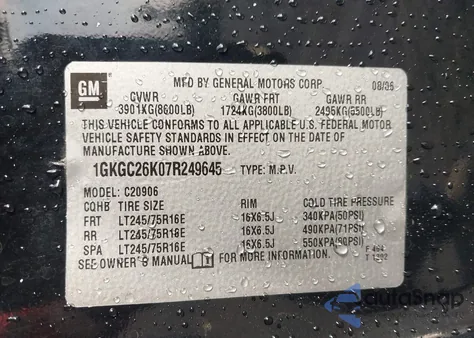 GM
MFD BY GENERAL MOTORS CORP
GVWR GAWR FRT GAWR RR
3901KG(8600LB) 1724KG(3800LB) 2495KG(5500LB)
THIS VEHICLE CONFORMS TO ALL APPLICABLE U.S. FEDERAL MOTOR
VEHICLE SAFETY STANDARDS IN EFFECT ON THE DATE OF
MANUFACTURE SHOWN ABOVE.
1GKGC26K07R249645 TYPE: M.P.V.
MODEL: C20906
CQHB TIRE SIZE RIM COLD TIRE PRESSURE
FRT LT245/75R16E 16X6.5J 340KPA(50PSI)
RR LT245/75R16E 16X6.5J 490KPA(71PSI)
SPA LT245/75R16E 16X6.5J 550KPA(80PSI)
SEE OWNER'S MANUAL FOR MORE INFORMATION.
autoSnap